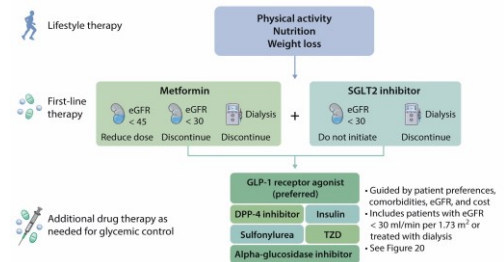 Lifestyle therapy
Physical activity
Nutrition
Weight loss
First-line
therapy
Metformin
eGFR
< 45
eGFR
< 30
Dialysis
Reduce dose
Discontinue
Discontinue
+
SGLT2 inhibitor
eGFR
< 30
Dialysis
Do not initiate
Discontinue
Additional drug therapy as
needed for glycemic control
GLP-1 receptor agonist
(preferred)
DPP-4 inhibitor
Insulin
Sulfonylurea
TZD
Alpha-glucosidase inhibitor
• Guided by patient preferences,
comorbidities, eGFR, and cost
• Includes patients with eGFR
< 30 ml/min per 1.73 m² or
treated with dialysis
• See Figure 20